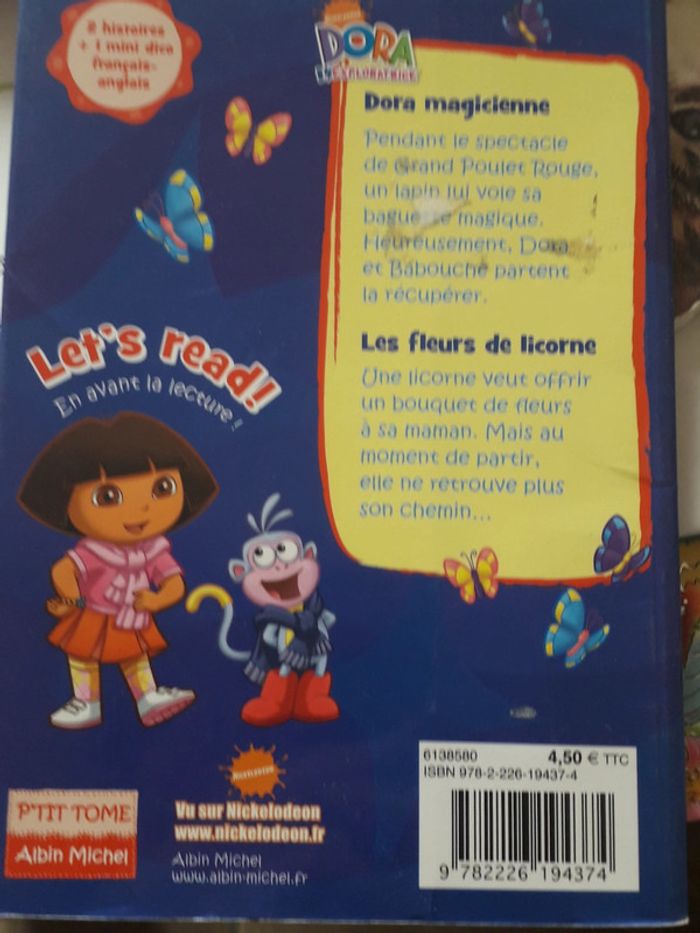 2 histoires
+ 1 mini dico
français-
anglais
nickelodeon
DORA
L'EXPLORATRICE
Dora magicienne
Pendant le spectacle
de Grand Poulet Rouge,
un lapin lui vole sa
baguette magique.
Heureusement, Dora
et Babouche partent
la récupérer.
Les fleurs de licorne
Une licorne veut offrir
un bouquet de fleurs
à sa maman. Mais au
moment de partir,
elle ne retrouve plus
son chemin...
Let's read!
En avant la lecture !
6138580 4,50 € TTC
ISBN 978-2-226-19437-4
9 782226 194374
P'TIT TOME
Albin Michel
nickelodeon
Vu sur Nickelodeon
www.nickelodeon.fr
Albin Michel
www.albin-michel.fr